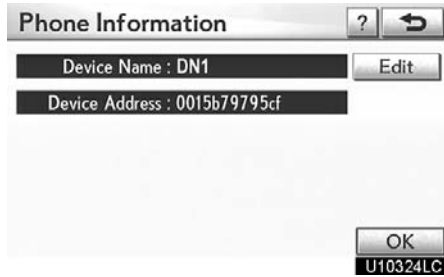 Phone Information ?
Device Name : DN1 Edit
Device Address : 0015b79795cf
OK
U10324LC